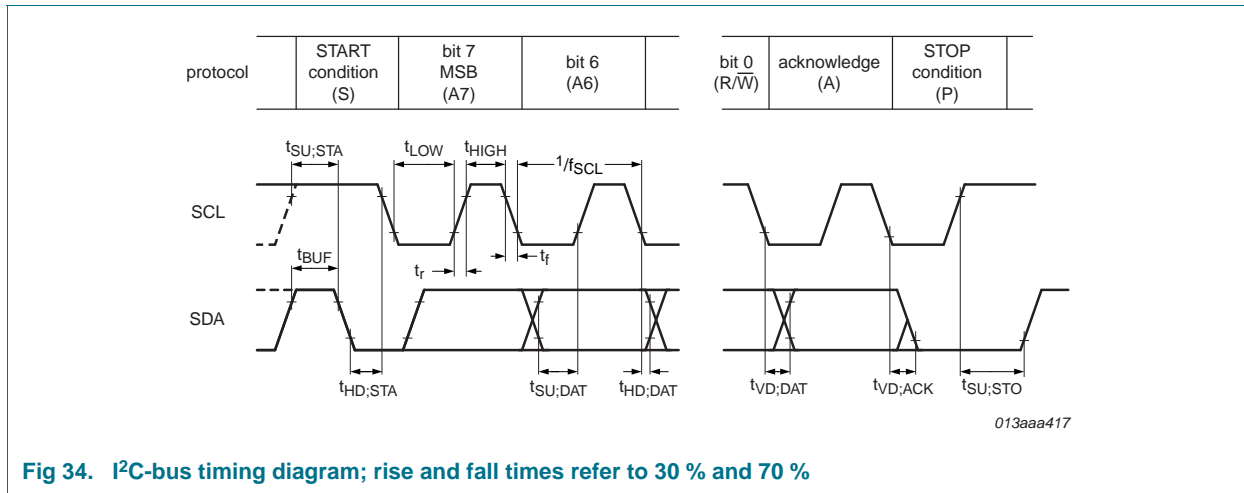 protocol
START
condition
(S)
bit 7
MSB
(A7)
bit 6
(A6)
bit 0
(R/W̅)
acknowledge
(A)
STOP
condition
(P)
tSU;STA
tLOW
tHIGH
1/fSCL
SCL
tBUF
tr
tf
SDA
tHD;STA
tSU;DAT
tHD;DAT
tVD;DAT
tVD;ACK
tSU;STO
013aaa417
Fig 34. I²C-bus timing diagram; rise and fall times refer to 30 % and 70 %